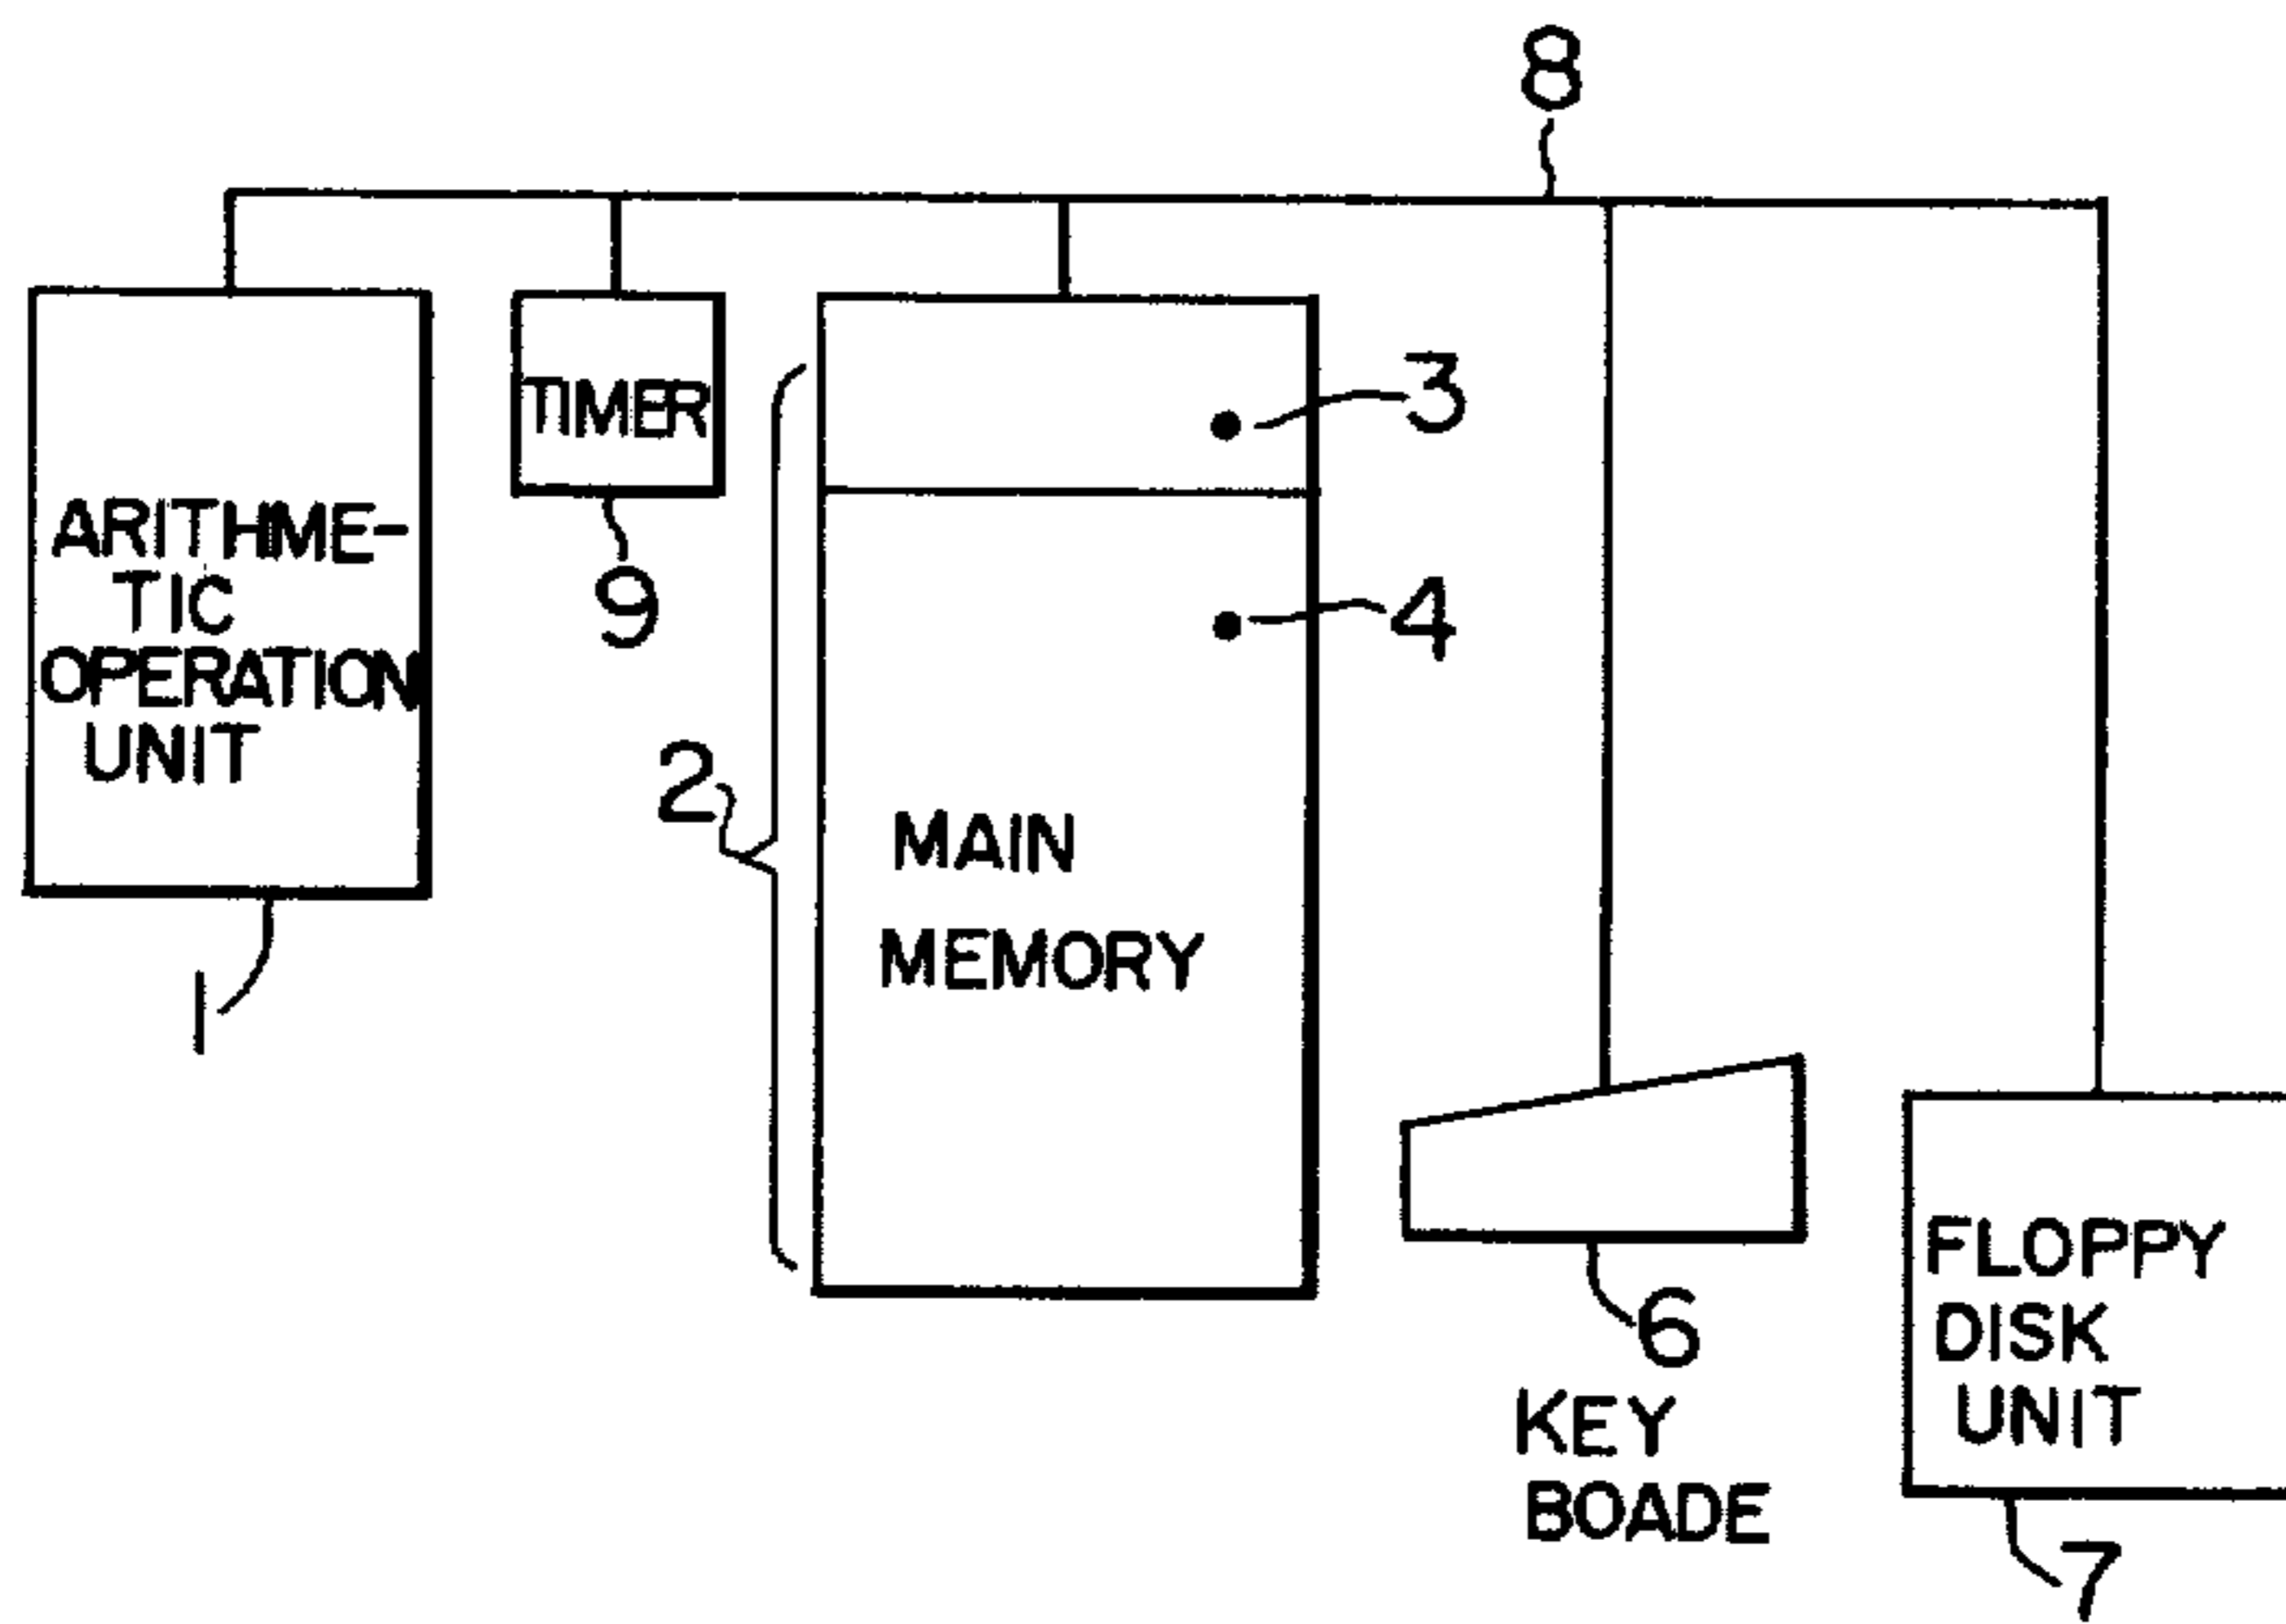 8
TIMER
3
ARITHME-
TIC
OPERATION
UNIT
9
4
2
MAIN
MEMORY
1
6
KEY
BOADE
FLOPPY
DISK
UNIT
7